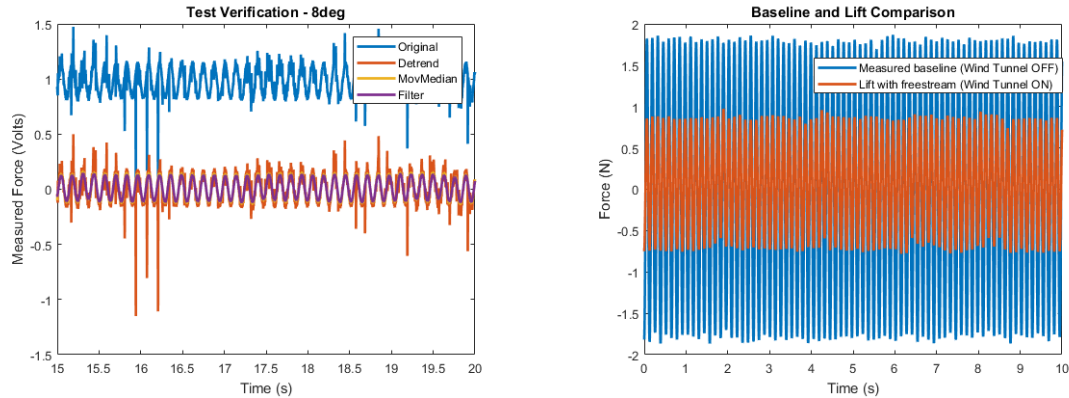 Test Verification - 8deg
Original
Detrend
MovMedian
Filter
Measured Force (Volts)
1.5
1
0.5
0
-0.5
-1
-1.5
15 15.5 16 16.5 17 17.5 18 18.5 19 19.5 20
Time (s)
Baseline and Lift Comparison
Measured baseline (Wind Tunnel OFF)
Lift with freestream (Wind Tunnel ON)
Force (N)
2
1.5
1
0.5
0
-0.5
-1
-1.5
-2
0 1 2 3 4 5 6 7 8 9 10
Time (s)